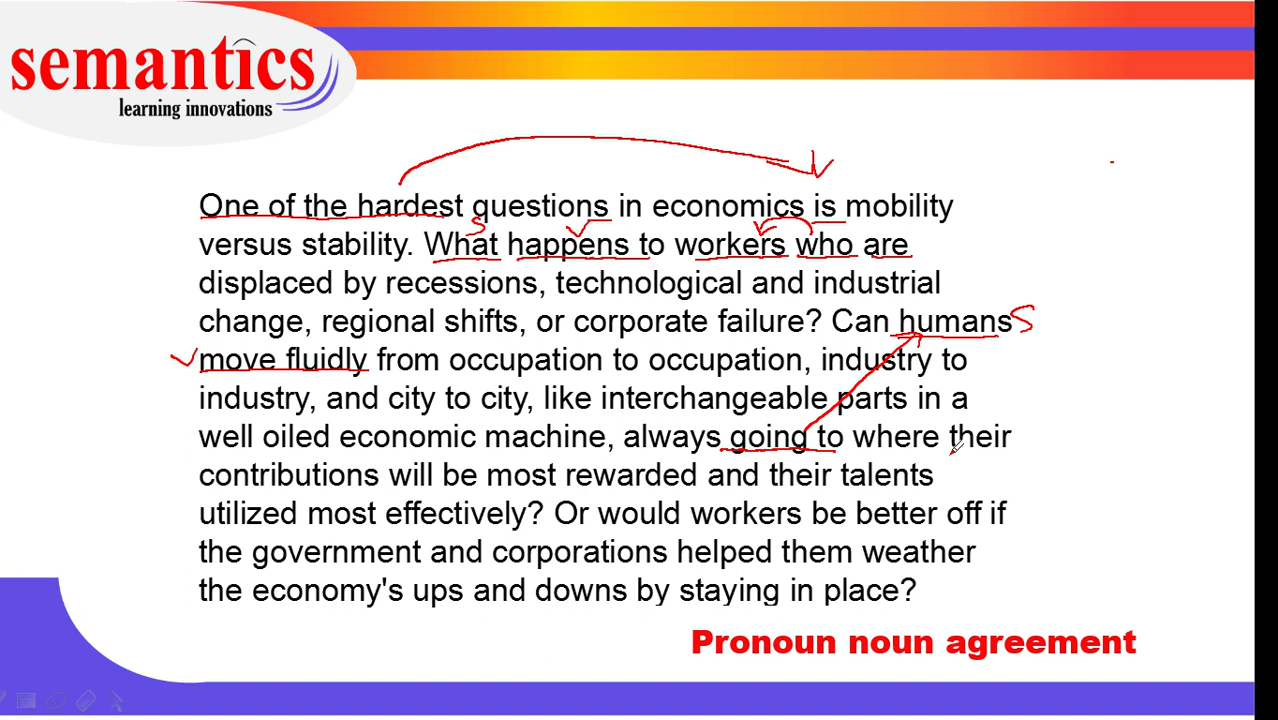 semantics
learning innovations
One of the hardest questions in economics is mobility
s
versus stability. What happens to workers who are
displaced by recessions, technological and industrial
change, regional shifts, or corporate failure? Can humans S
move fluidly from occupation to occupation, industry to
industry, and city to city, like interchangeable parts in a
well oiled economic machine, always going to where their
contributions will be most rewarded and their talents
utilized most effectively? Or would workers be better off if
the government and corporations helped them weather
the economy's ups and downs by staying in place?
Pronoun noun agreement